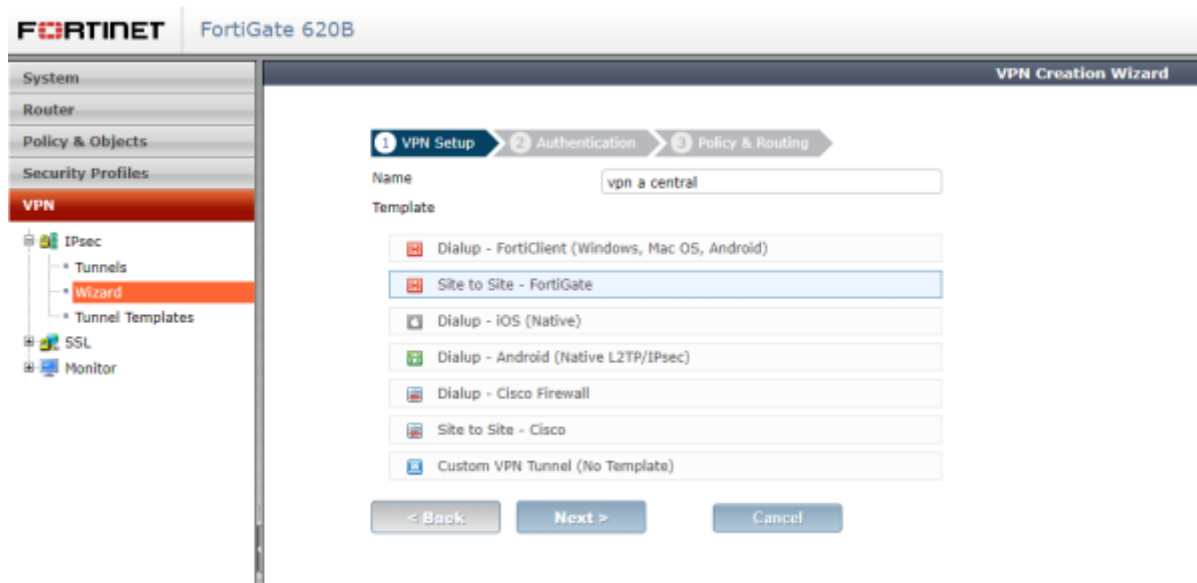 FORTINET FortiGate 620B
VPN Creation Wizard
System
Router
Policy & Objects
Security Profiles
VPN
IPsec
Tunnels
Wizard
Tunnel Templates
SSL
Monitor
1 VPN Setup 2 Authentication 3 Policy & Routing
Name vpn a central
Template
Dialup - FortiClient (Windows, Mac OS, Android)
Site to Site - FortiGate
Dialup - iOS (Native)
Dialup - Android (Native L2TP/IPsec)
Dialup - Cisco Firewall
Site to Site - Cisco
Custom VPN Tunnel (No Template)
< Back Next > Cancel